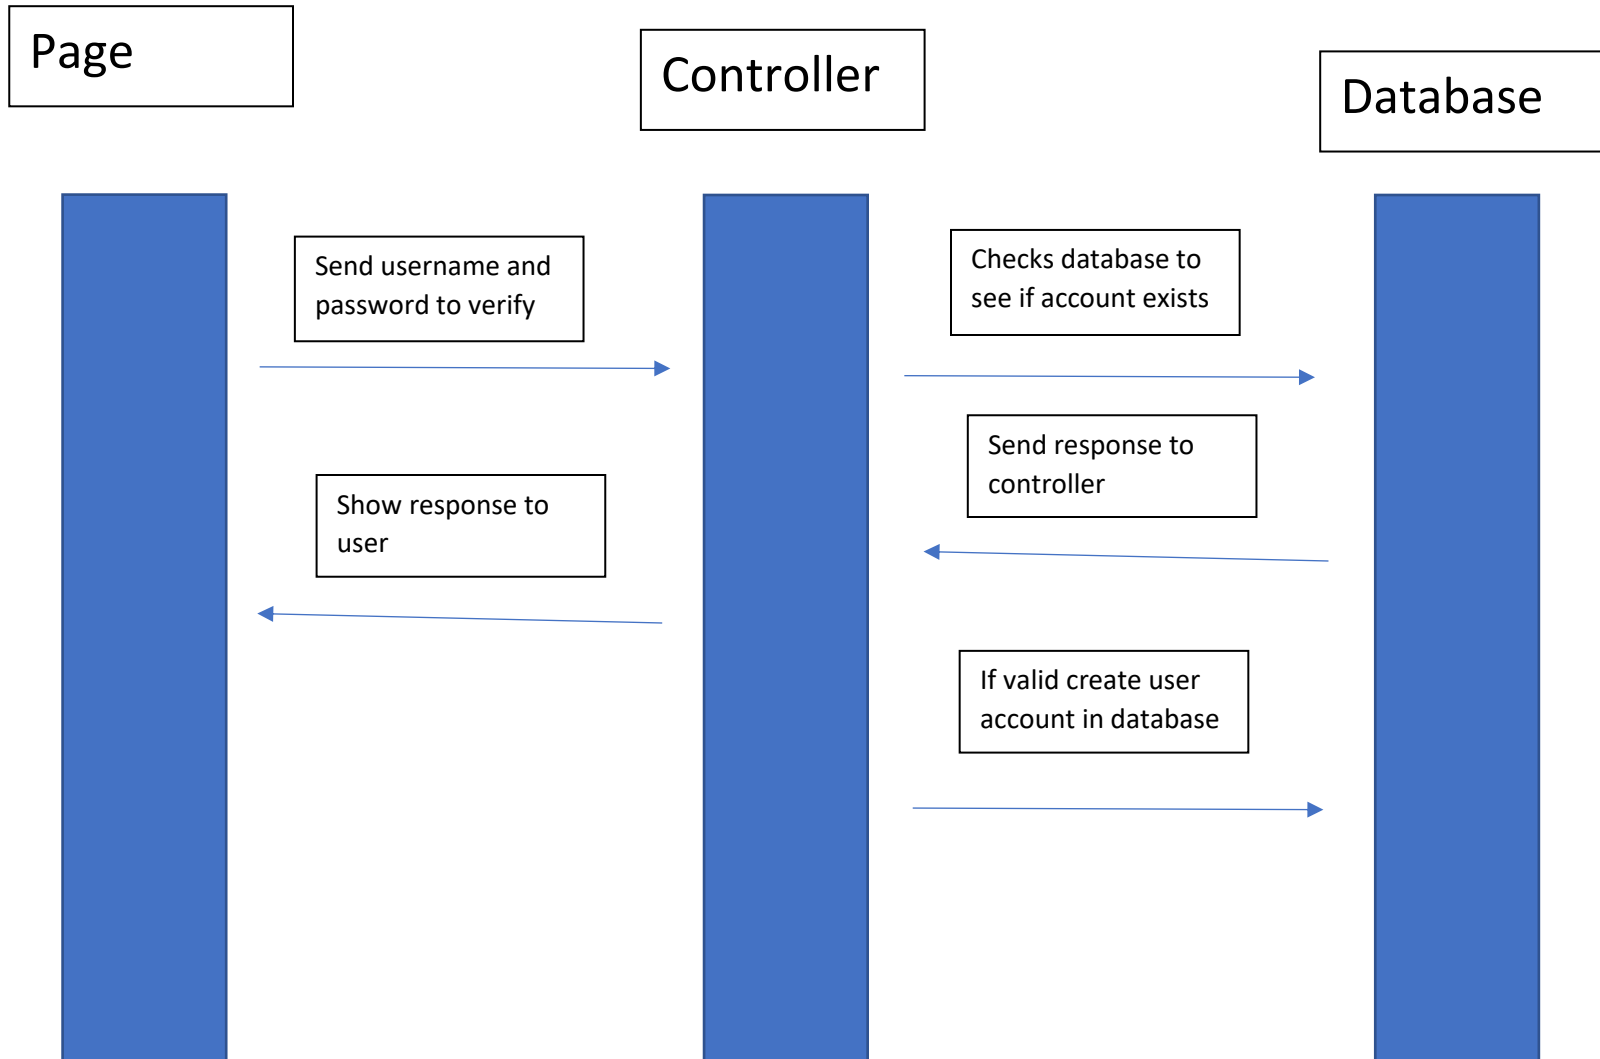 Page
Controller
Database
Send username and
password to verify
Checks database to
see if account exists
Send response to
controller
Show response to
user
If valid create user
account in database